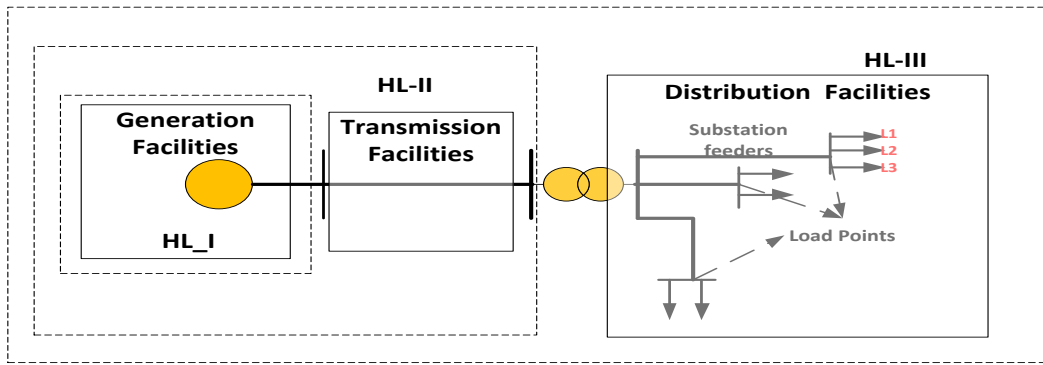 HL-III
HL-II
Distribution Facilities
Generation
Facilities
Transmission
Facilities
Substation
feeders
L1
L2
L3
HL_I
Load Points